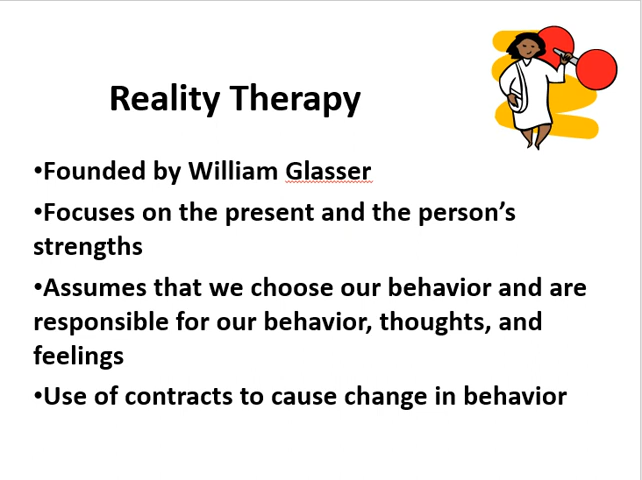 Reality Therapy
•Founded by William Glasser
•Focuses on the present and the person’s
strengths
•Assumes that we choose our behavior and are
responsible for our behavior, thoughts, and
feelings
•Use of contracts to cause change in behavior